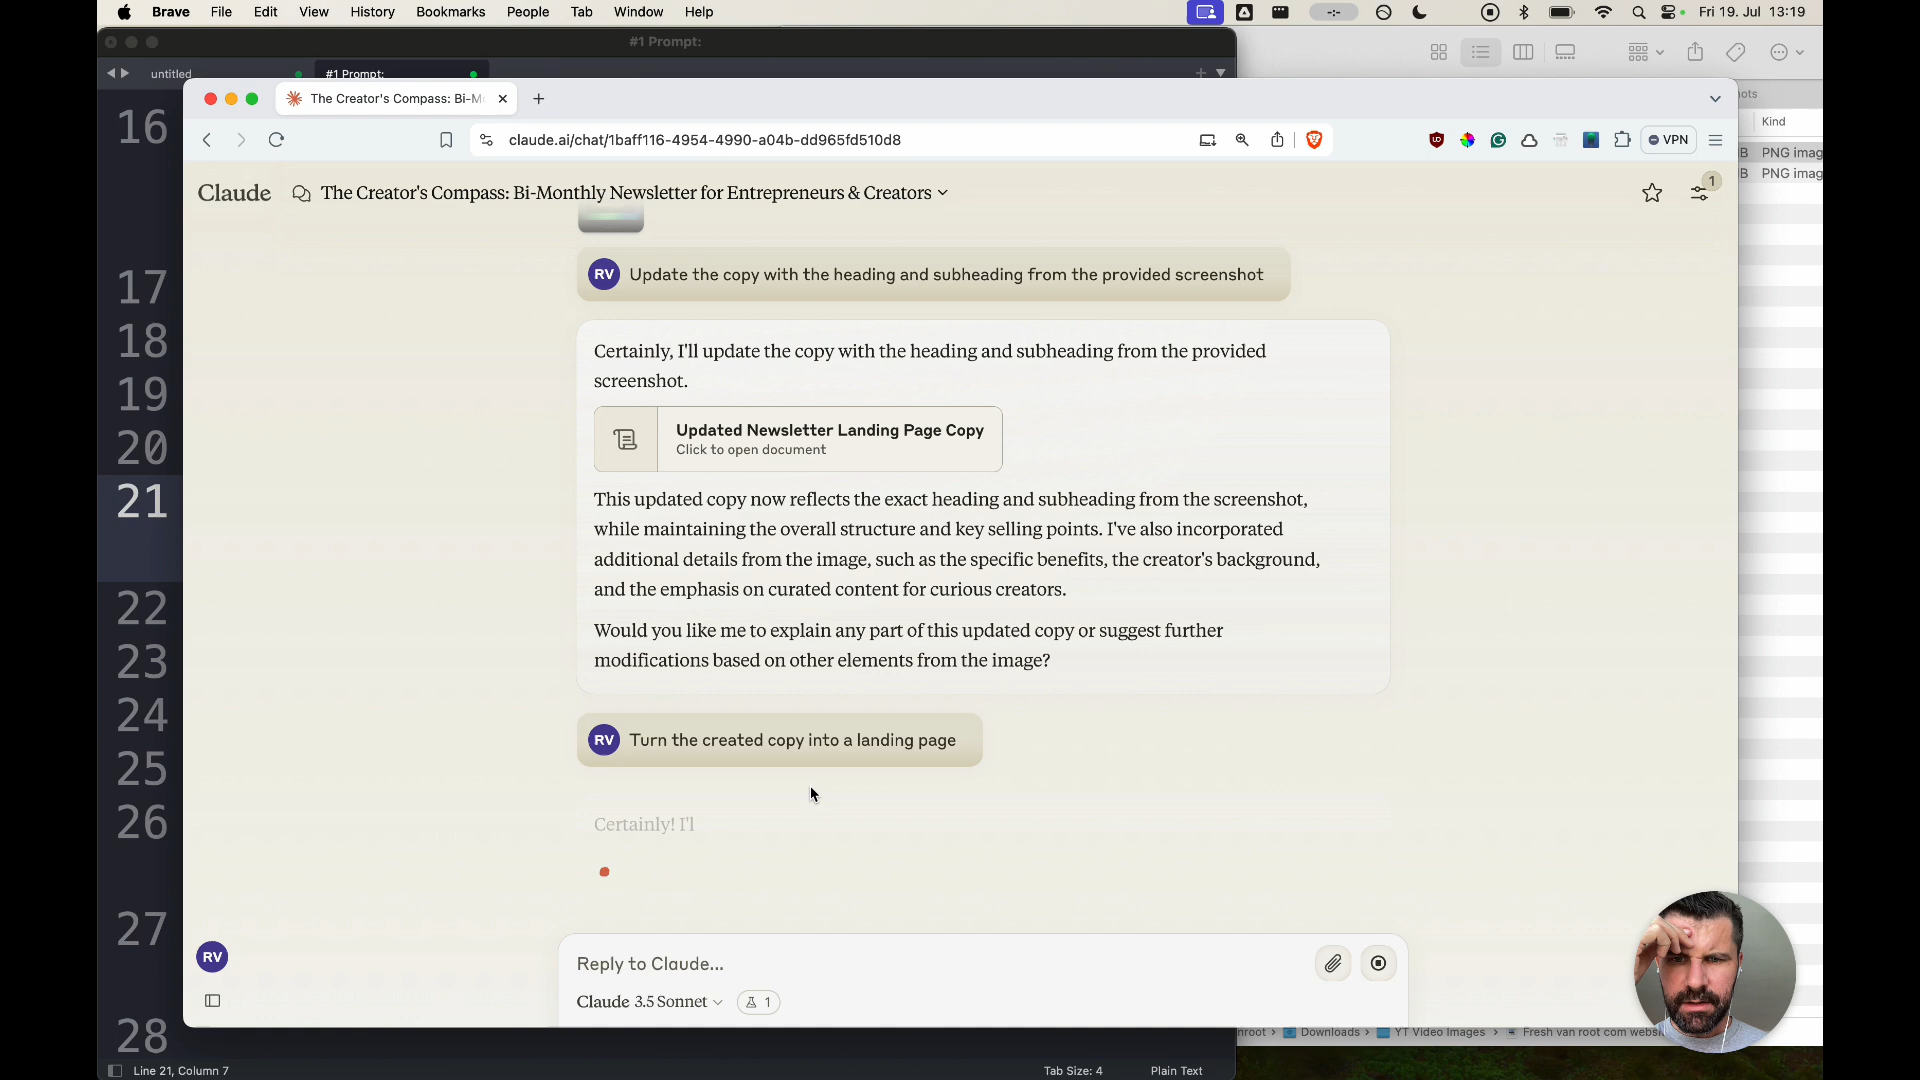 Brave File Edit View History Bookmarks People Tab Window Help Fri 19. Jul 13:19
#1 Prompt:
untitled #1 Prompt:
The Creator's Compass: Bi-M
claude.ai/chat/1baff116-4954-4990-a04b-dd965fd510d8 VPN
Kind
B PNG imag
B PNG imag
Claude The Creator's Compass: Bi-Monthly Newsletter for Entrepreneurs & Creators 1
RV Update the copy with the heading and subheading from the provided screenshot
Certainly, I'll update the copy with the heading and subheading from the provided
screenshot.
Updated Newsletter Landing Page Copy
Click to open document
This updated copy now reflects the exact heading and subheading from the screenshot,
while maintaining the overall structure and key selling points. I've also incorporated
additional details from the image, such as the specific benefits, the creator's background,
and the emphasis on curated content for curious creators.
Would you like me to explain any part of this updated copy or suggest further
modifications based on other elements from the image?
RV Turn the created copy into a landing page
Certainly! I'll
RV
Reply to Claude...
Claude 3.5 Sonnet 1
16
17
18
19
20
21
22
23
24
25
26
27
28
nroot › Downloads › YT Video Images › Fresh van root com websi
Line 21, Column 7 Tab Size: 4 Plain Text